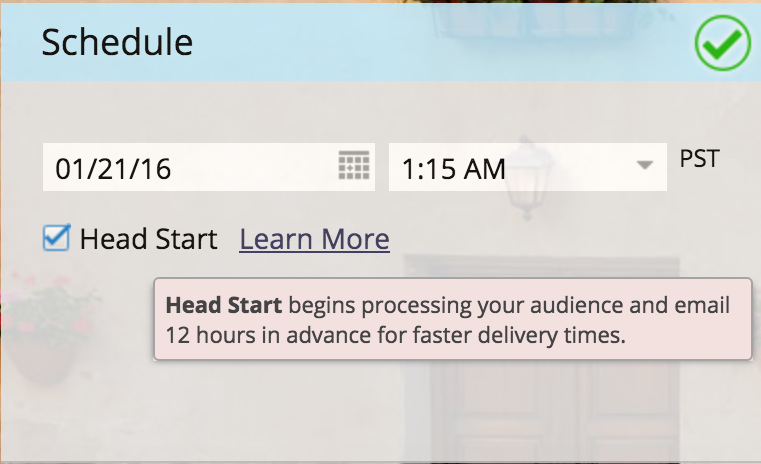 Schedule
01/21/16
1:15 AM
PST
Head Start
Learn More
Head Start begins processing your audience and email
12 hours in advance for faster delivery times.